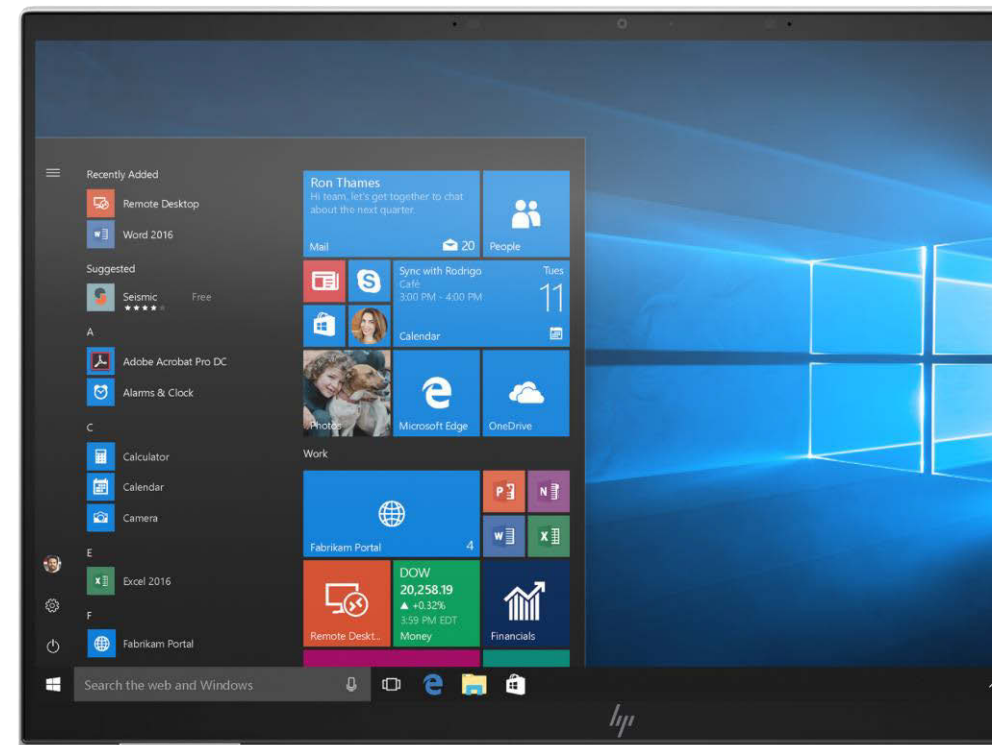 Recently Added
Remote Desktop
Word 2016
Suggested
Seismic Free
A
Adobe Acrobat Pro DC
Alarms & Clock
C
Calculator
Calendar
Camera
E
Excel 2016
F
Fabrikam Portal
Ron Thames
Hi team, let's get together to chat
about the next quarter.
Mail 20
People
Sync with Rodrigo Tues
Café 11
3:00 PM - 4:00 PM
Calendar
Photos
Microsoft Edge
OneDrive
Work
Fabrikam Portal 4
P
N
W
X
Remote Deskt...
DOW
20,258.19
▲ +0.32%
3:59 PM EDT
Money
Financials
Search the web and Windows
hp